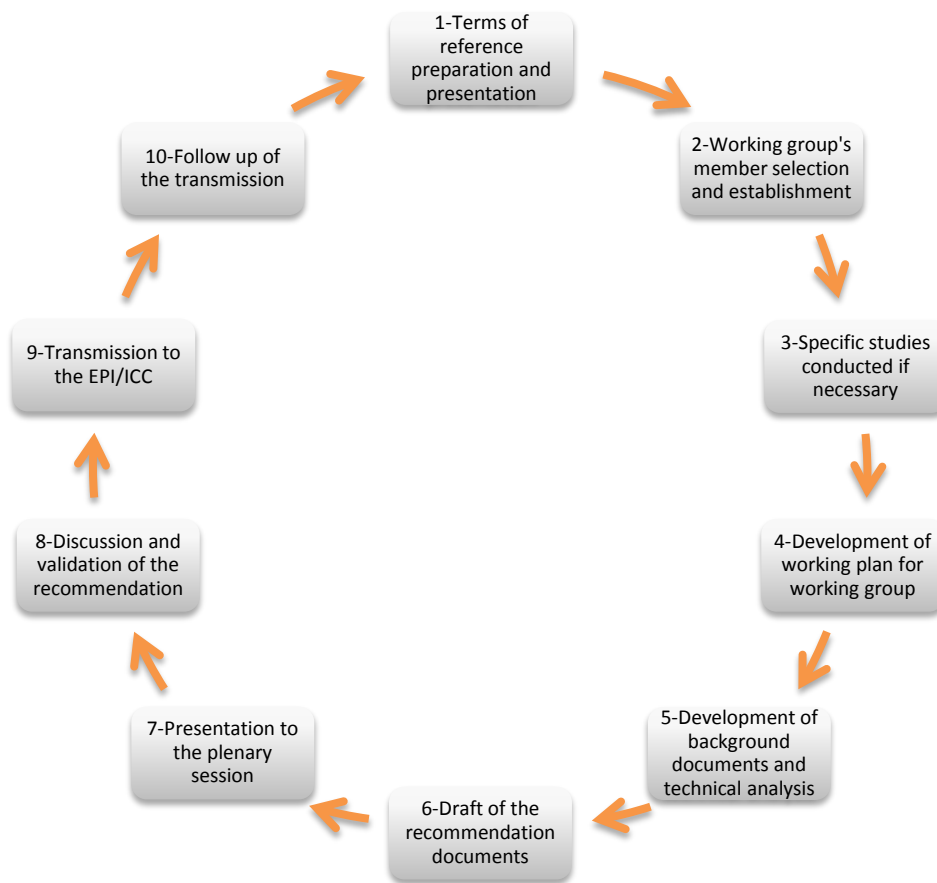 1-Terms of
reference
preparation and
presentation
2-Working group's
member selection
and establishment
3-Specific studies
conducted if
necessary
4-Development of
working plan for
working group
5-Development of
background
documents and
technical analysis
6-Draft of the
recommendation
documents
7-Presentation to
the plenary
session
8-Discussion and
validation of the
recommendation
9-Transmission to
the EPI/ICC
10-Follow up of
the transmission